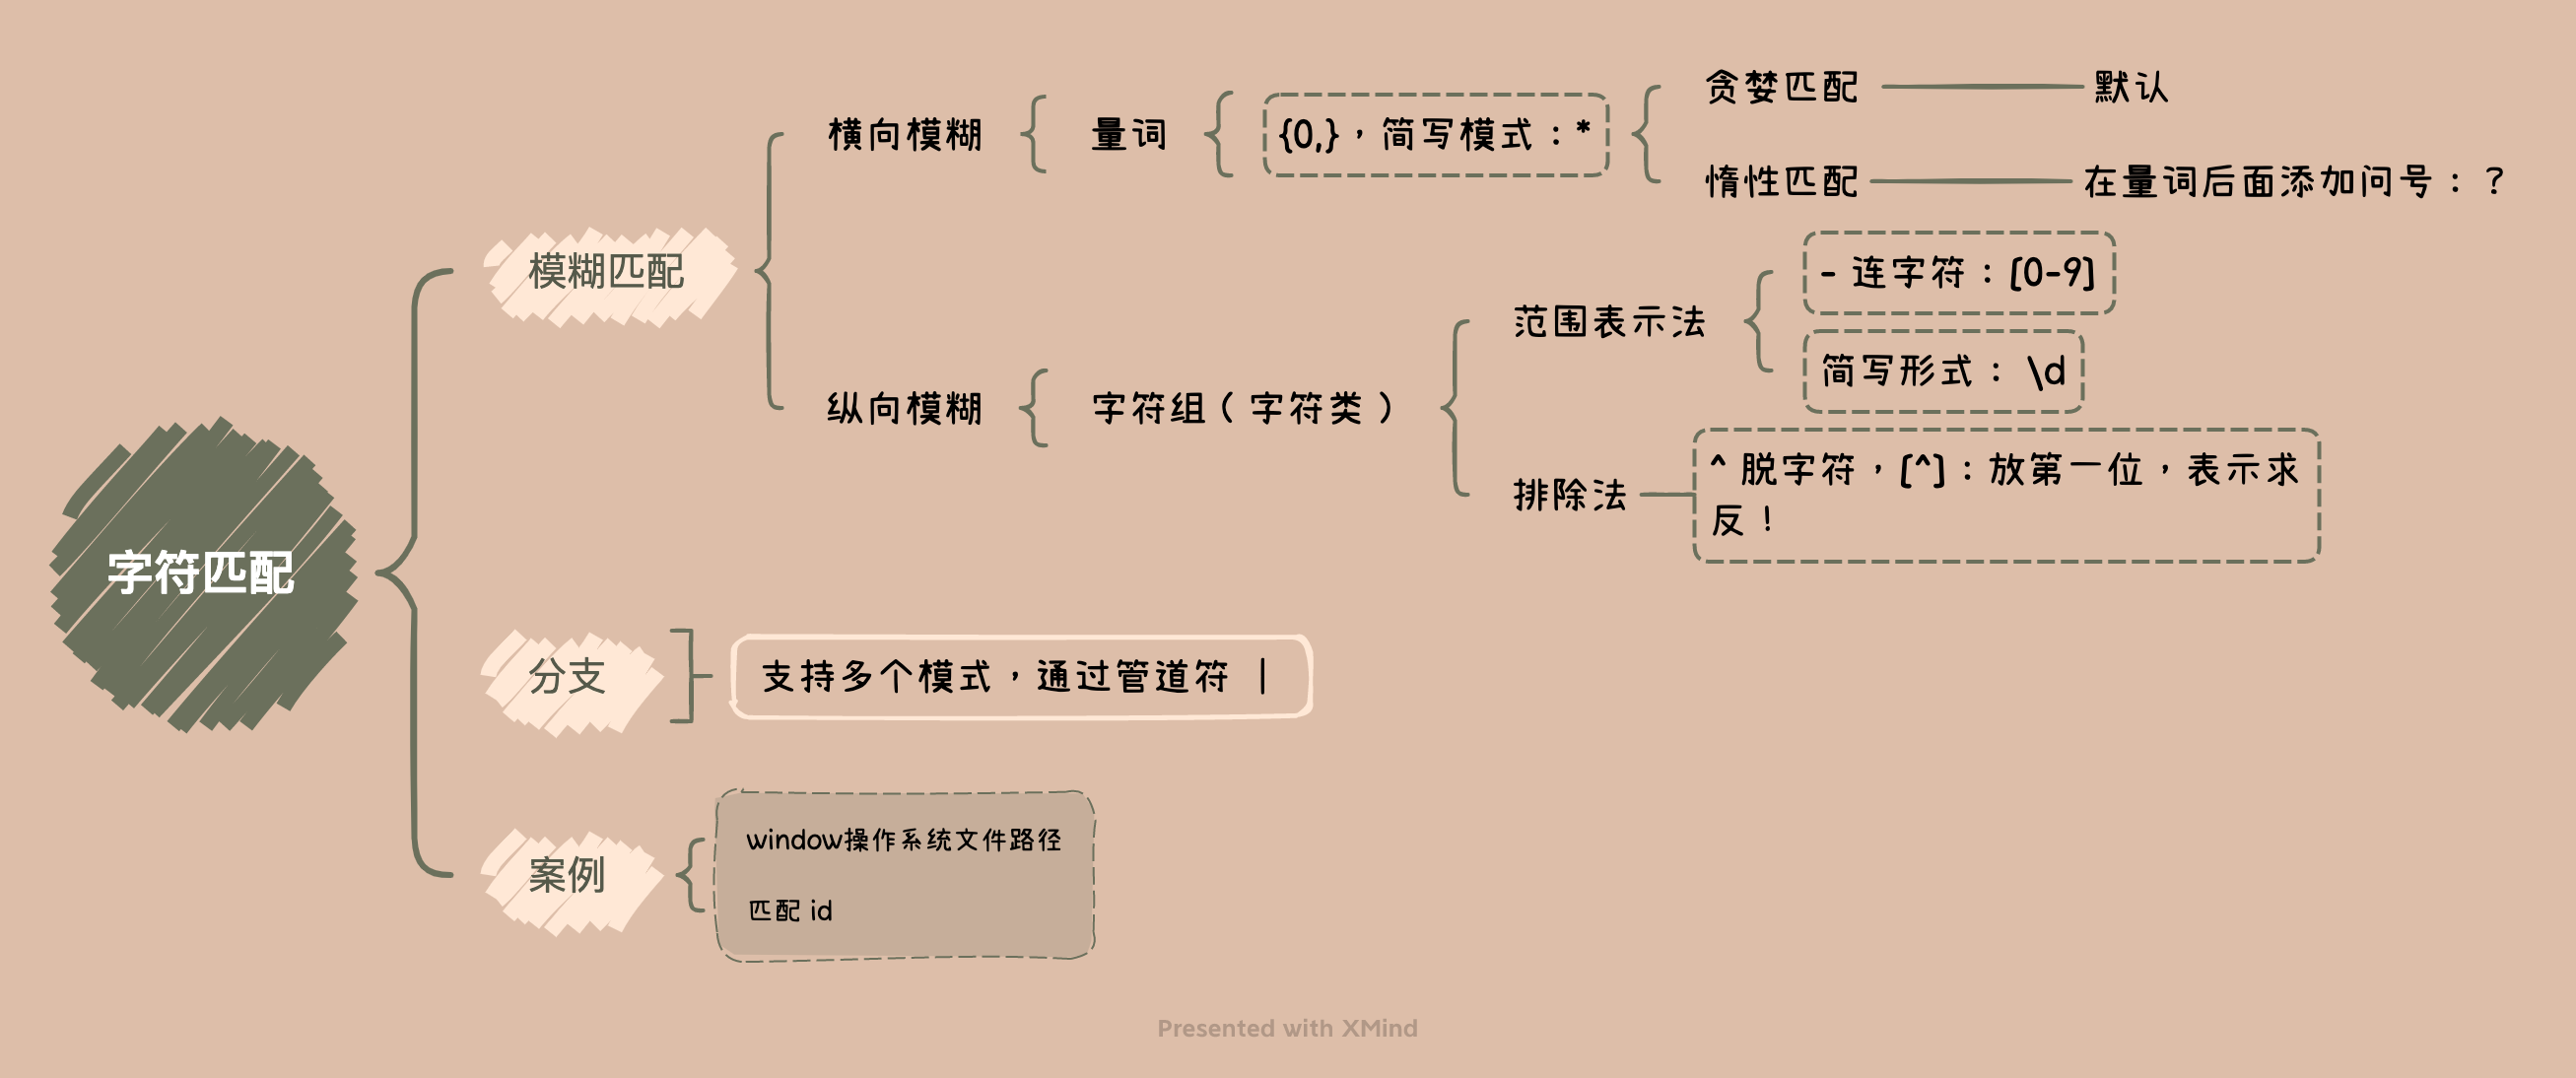 字符匹配
模糊匹配
横向模糊
量词
{0,}，简写模式：*
贪婪匹配
默认
惰性匹配
在量词后面添加问号：？
纵向模糊
字符组（字符类）
范围表示法
- 连字符：[0-9]
简写形式： \d
排除法
^ 脱字符，[^]：放第一位，表示求
反！
分支
支持多个模式，通过管道符 |
案例
window操作系统文件路径
匹配 id
Presented with XMind